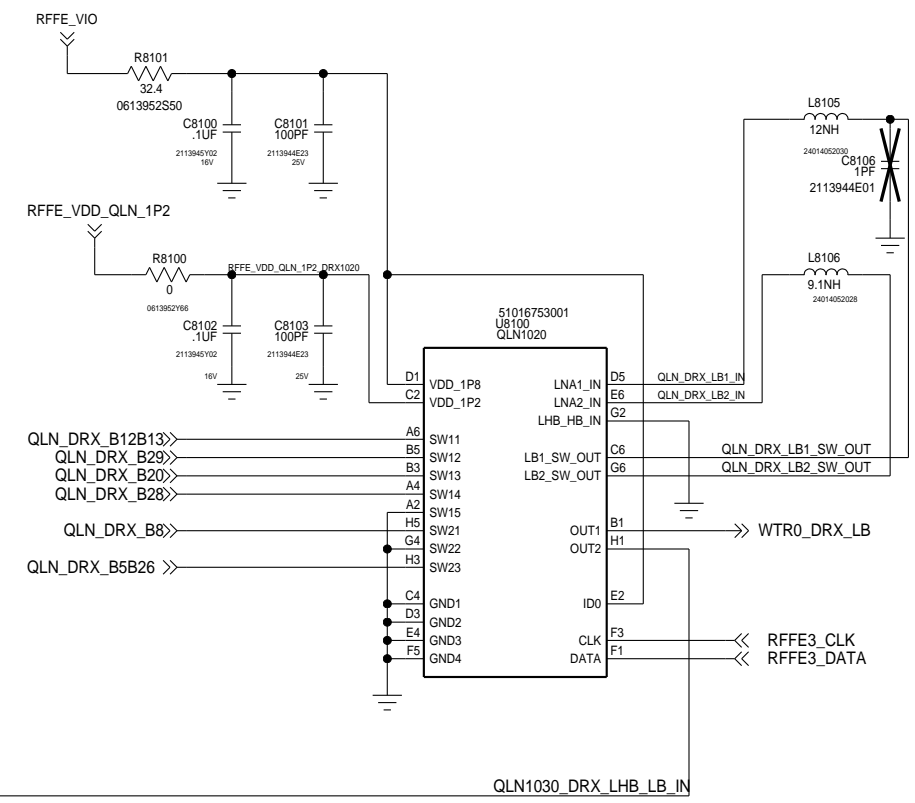 RFFE_VIO
R8101
32.4
0613952S50
C8100
.1UF
2113945Y02
16V
C8101
100PF
2113944E23
25V
L8105
12NH
24014052030
C8106
1PF
2113944E01
RFFE_VDD_QLN_1P2
R8100
0
0613952Y66
RFFE_VDD_QLN_1P2_DRX1020
C8102
.1UF
2113945Y02
16V
C8103
100PF
2113944E23
25V
L8106
9.1NH
24014052028
51016753001
U8100
QLN1020
D1 VDD_1P8
C2 VDD_1P2
LNA1_IN D5 QLN_DRX_LB1_IN
LNA2_IN E6 QLN_DRX_LB2_IN
LHB_HB_IN G2
QLN_DRX_B12B13 A6 SW11
QLN_DRX_B29 B5 SW12
QLN_DRX_B20 B3 SW13
QLN_DRX_B28 A4 SW14
A2 SW15
QLN_DRX_B8 H5 SW21
G4 SW22
QLN_DRX_B5B26 H3 SW23
LB1_SW_OUT C6 QLN_DRX_LB1_SW_OUT
LB2_SW_OUT G6 QLN_DRX_LB2_SW_OUT
OUT1 B1 WTR0_DRX_LB
OUT2 H1
C4 GND1
D3 GND2
E4 GND3
F5 GND4
ID0 E2
CLK F3 RFFE3_CLK
DATA F1 RFFE3_DATA
QLN1030_DRX_LHB_LB_IN